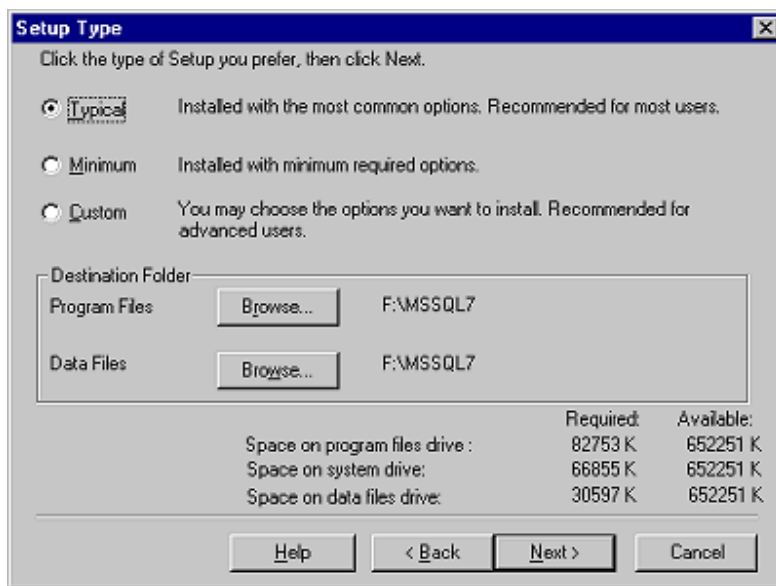 Setup Type
Click the type of Setup you prefer, then click Next.
Typical Installed with the most common options. Recommended for most users.
Minimum Installed with minimum required options.
Custom You may choose the options you want to install. Recommended for
advanced users.
Destination Folder
Program Files Browse... F:\MSSQL7
Data Files Browse... F:\MSSQL7
Required: Available:
Space on program files drive : 82753 K 652251 K
Space on system drive: 66855 K 652251 K
Space on data files drive: 30597 K 652251 K
Help < Back Next > Cancel